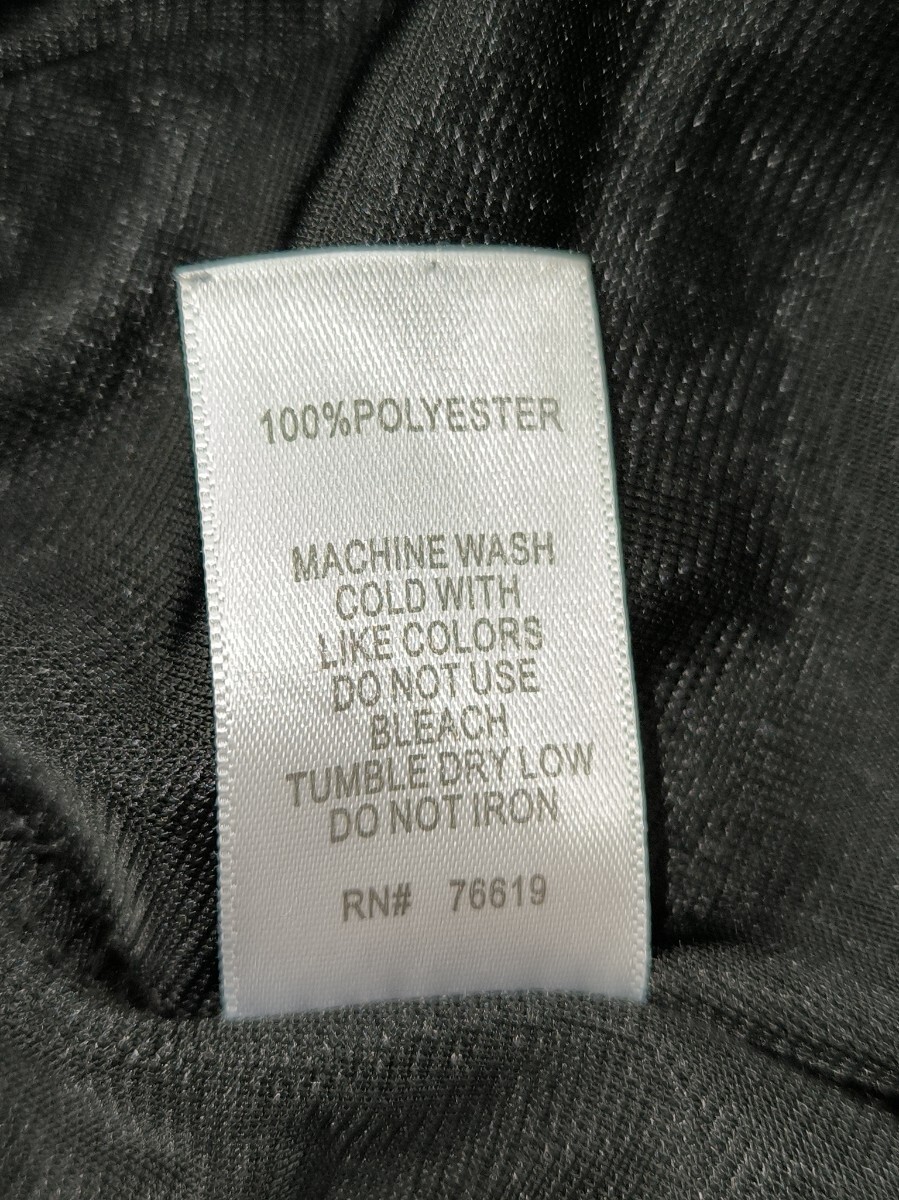 100%POLYESTER
MACHINE WASH
COLD WITH
LIKE COLORS
DO NOT USE
BLEACH
TUMBLE DRY LOW
DO NOT IRON
RN# 76619